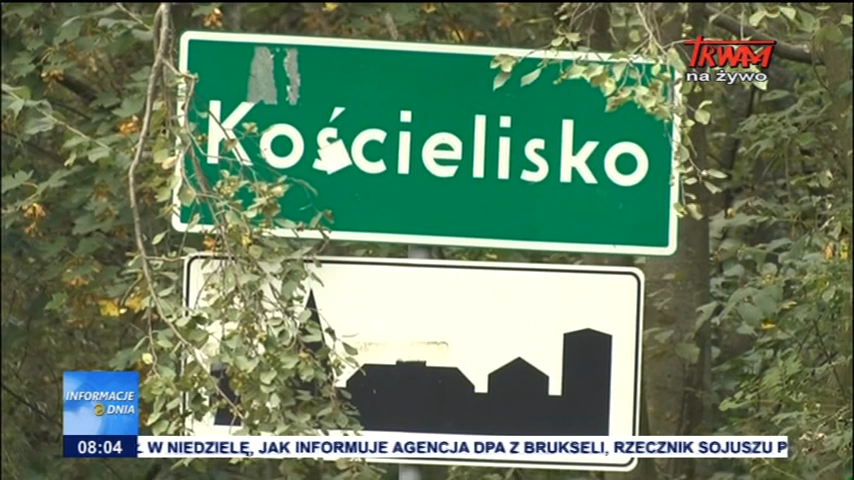 TRWAM
na żywo
Kościelisko
INFORMACJE
DNIA
08:04
Ł W NIEDZIELĘ, JAK INFORMUJE AGENCJA DPA Z BRUKSELI, RZECZNIK SOJUSZU P